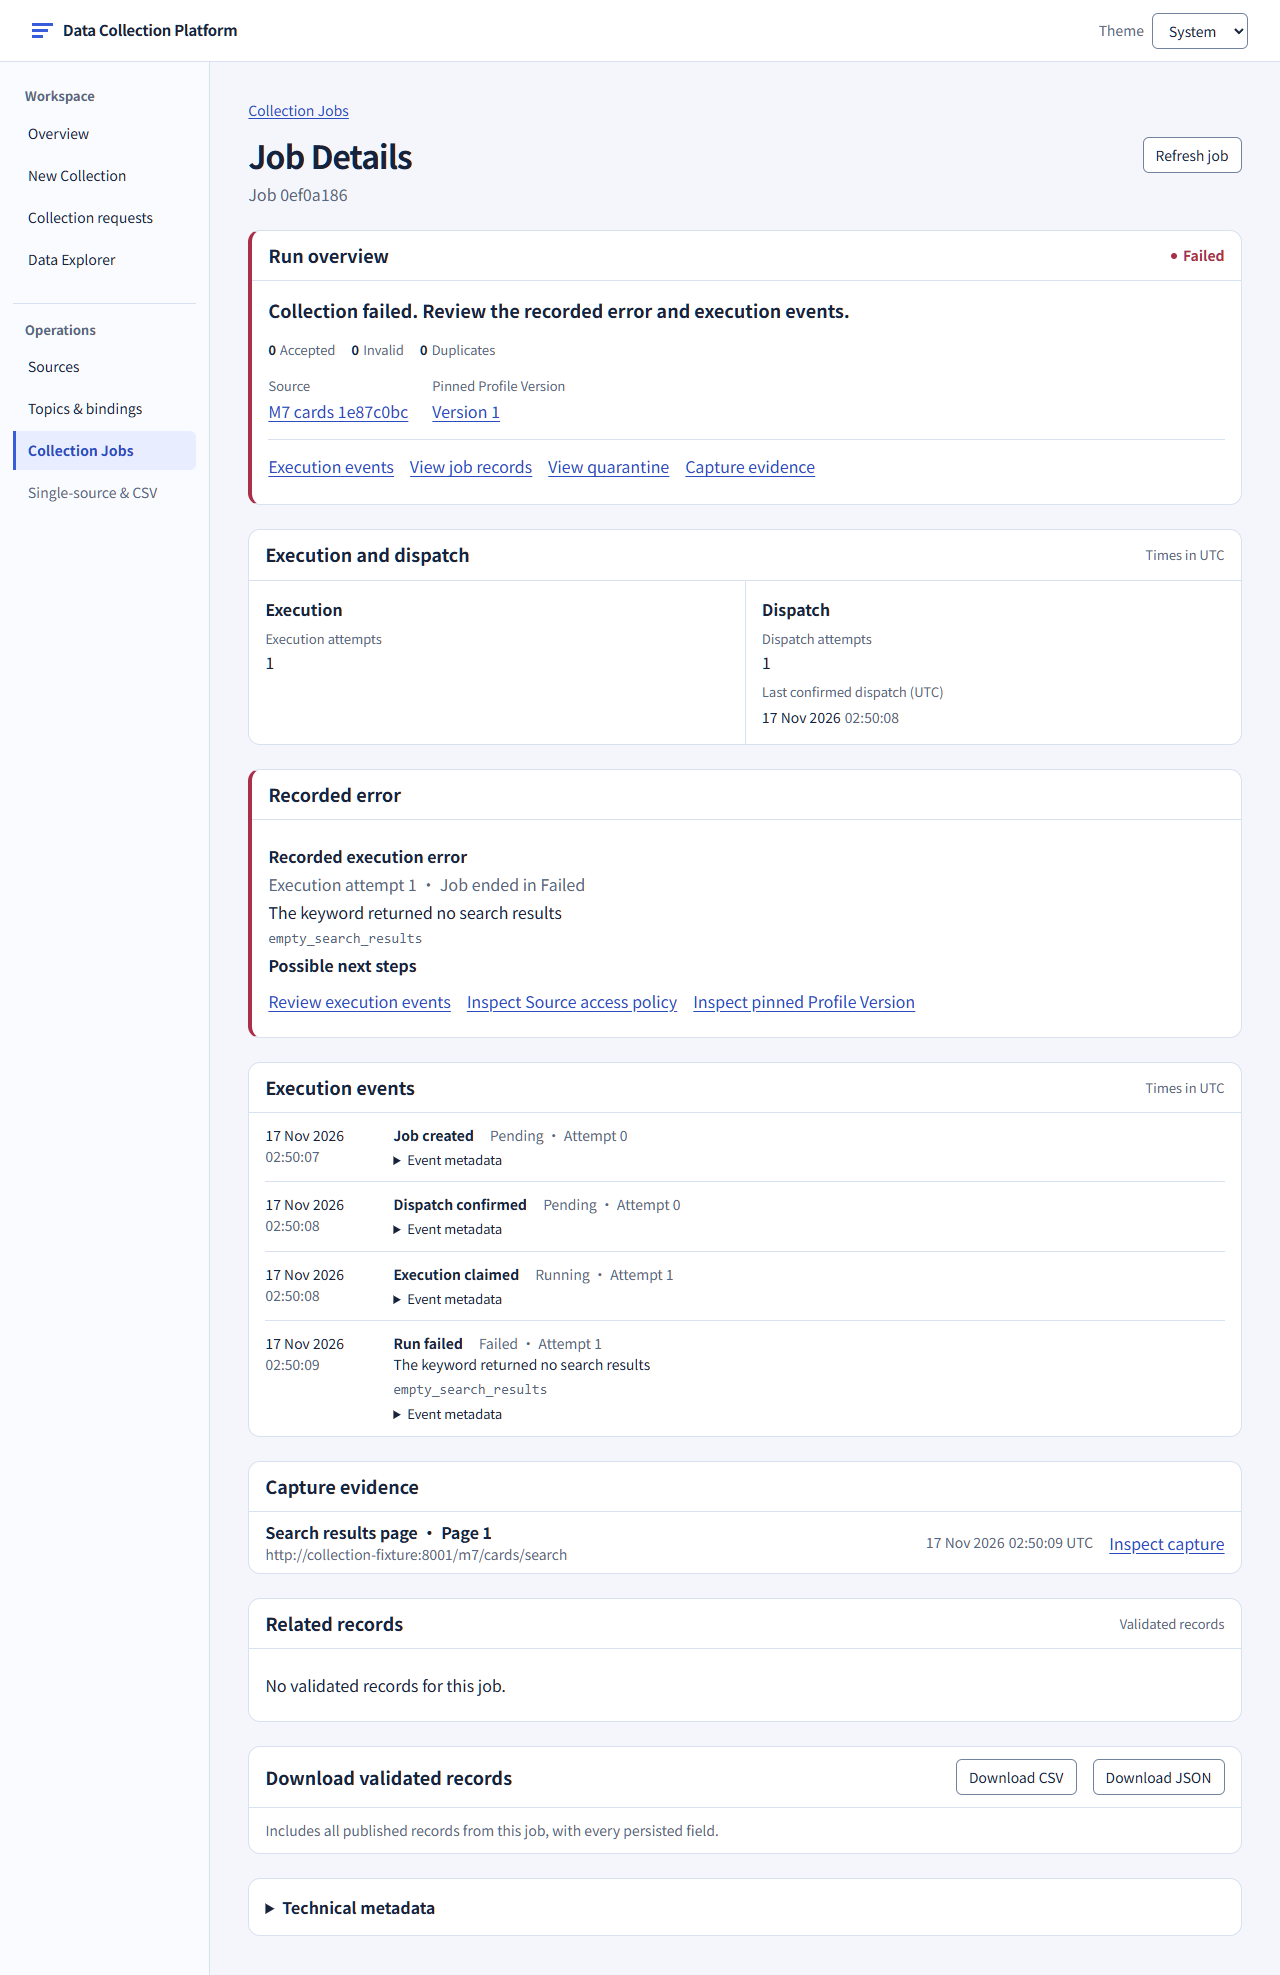 Data Collection Platform
Theme System
Workspace
Overview
New Collection
Collection requests
Data Explorer
Operations
Sources
Topics & bindings
Collection Jobs
Single-source & CSV
Collection Jobs
Job Details
Refresh job
Job 0ef0a186
Run overview
• Failed
Collection failed. Review the recorded error and execution events.
0 Accepted 0 Invalid 0 Duplicates
Source Pinned Profile Version
M7 cards 1e87c0bc Version 1
Execution events View job records View quarantine Capture evidence
Execution and dispatch
Times in UTC
Execution
Execution attempts
1
Dispatch
Dispatch attempts
1
Last confirmed dispatch (UTC)
17 Nov 2026 02:50:08
Recorded error
Recorded execution error
Execution attempt 1 • Job ended in Failed
The keyword returned no search results
empty_search_results
Possible next steps
Review execution events Inspect Source access policy Inspect pinned Profile Version
Execution events
Times in UTC
17 Nov 2026
02:50:07
Job created Pending • Attempt 0
▶ Event metadata
17 Nov 2026
02:50:08
Dispatch confirmed Pending • Attempt 0
▶ Event metadata
17 Nov 2026
02:50:08
Execution claimed Running • Attempt 1
▶ Event metadata
17 Nov 2026
02:50:09
Run failed Failed • Attempt 1
The keyword returned no search results
empty_search_results
▶ Event metadata
Capture evidence
Search results page • Page 1
http://collection-fixture:8001/m7/cards/search
17 Nov 2026 02:50:09 UTC Inspect capture
Related records
Validated records
No validated records for this job.
Download validated records
Download CSV Download JSON
Includes all published records from this job, with every persisted field.
▶ Technical metadata